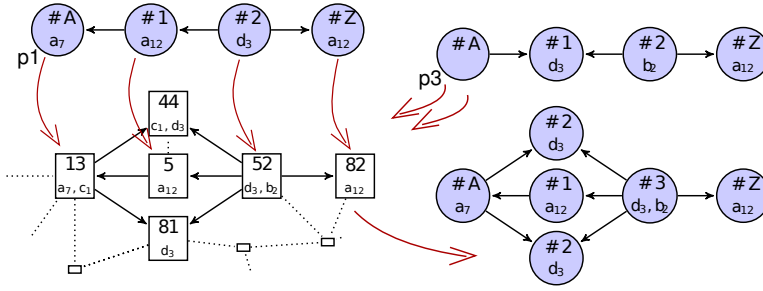 #A #1 #2 #Z
a7 a12 d3 a12
p1
#A #1 #2 #Z
d3 b2 a12
p3
44
c1, d3
13 5 52 82
a7, c1 a12 d3, b2 a12
81
d3
#2
d3
#A #1 #3 #Z
a7 a12 d3, b2 a12
#2
d3